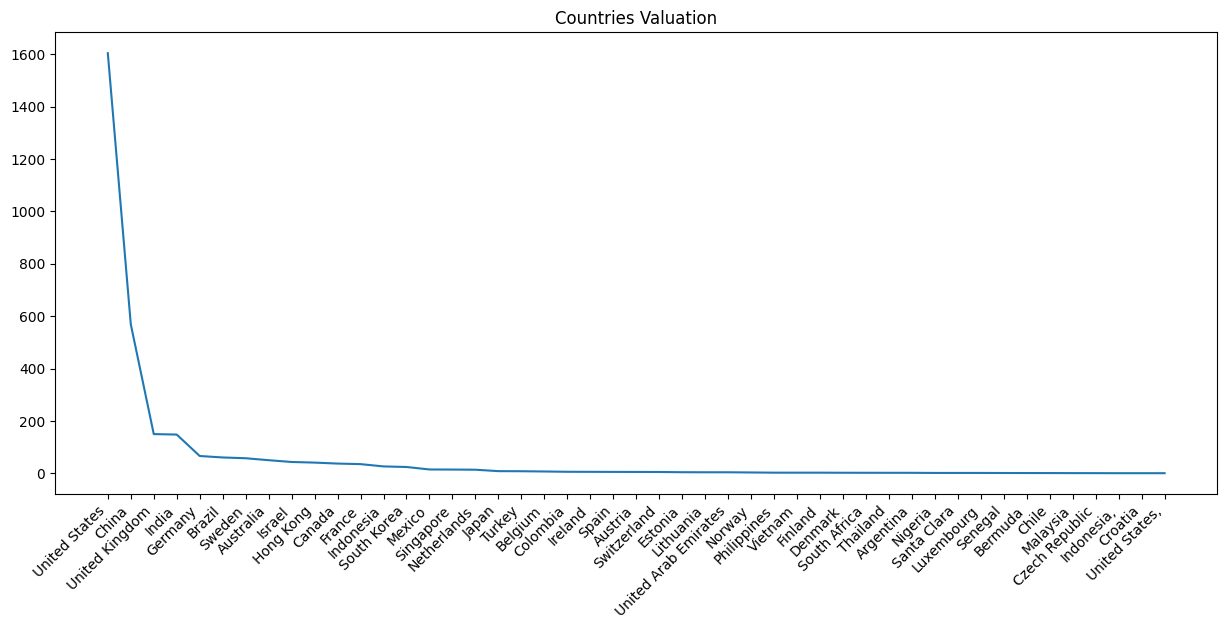 Countries Valuation
1600
1400
1200
1000
800
600
400
200
0
United States
China
United Kingdom
India
Germany
Brazil
Sweden
Australia
Israel
Hong Kong
Canada
France
Indonesia
South Korea
Mexico
Singapore
Netherlands
Japan
Turkey
Belgium
Colombia
Ireland
Spain
Austria
Switzerland
Estonia
Lithuania
United Arab Emirates
Norway
Philippines
Vietnam
Finland
Denmark
South Africa
Thailand
Argentina
Nigeria
Santa Clara
Luxembourg
Senegal
Bermuda
Chile
Malaysia
Czech Republic
Indonesia,
Croatia
United States,